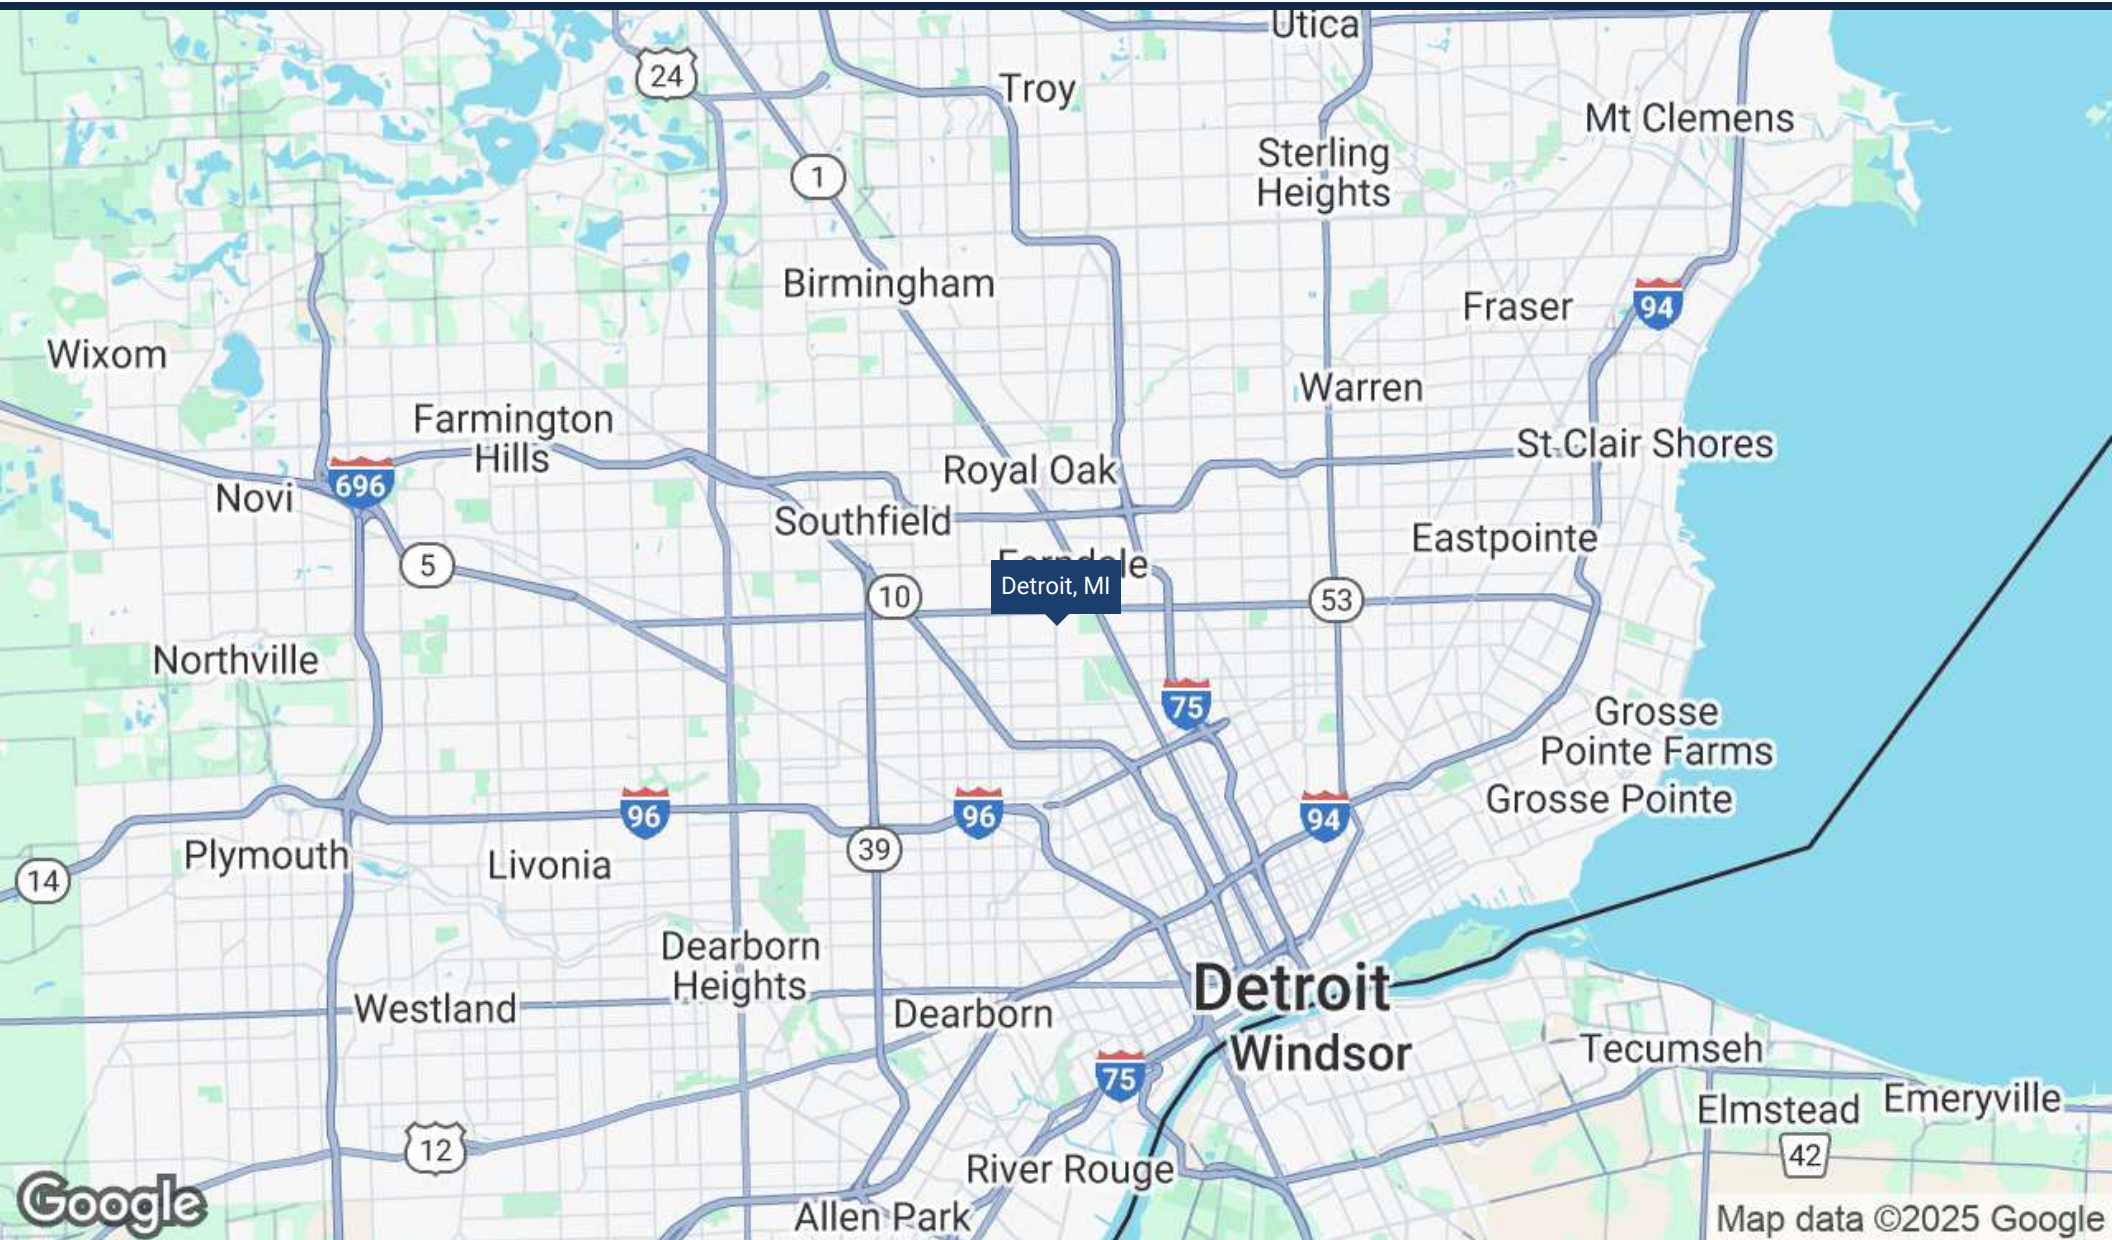 Utica
24
Troy
Mt Clemens
1
Sterling
Heights
Birmingham
94
Fraser
Wixom
Warren
Farmington
Hills
St Clair Shores
Royal Oak
696
Novi
Southfield
Eastpointe
5
Ferndale
Detroit, MI
10
53
Northville
75
Grosse
Pointe Farms
Grosse Pointe
96
96
94
39
Plymouth
Livonia
14
Dearborn
Heights
Detroit
Westland
Dearborn
Windsor
Tecumseh
75
Elmstead
Emeryville
12
42
River Rouge
Google
Allen Park
Map data ©2025 Google